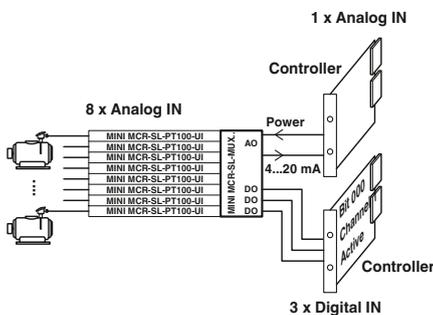 1 x Analog IN
Controller
8 x Analog IN
Power
MINI MCR-SL-PT100-UI
MINI MCR-SL-PT100-UI
MINI MCR-SL-PT100-UI
MINI MCR-SL-PT100-UI
MINI MCR-SL-PT100-UI
MINI MCR-SL-PT100-UI
MINI MCR-SL-PT100-UI
MINI MCR-SL-PT100-UI
MINI MCR-SL-MUX..
AO
4...20 mA
DO
DO
DO
Bit 000
Channel
Active
Controller
3 x Digital IN